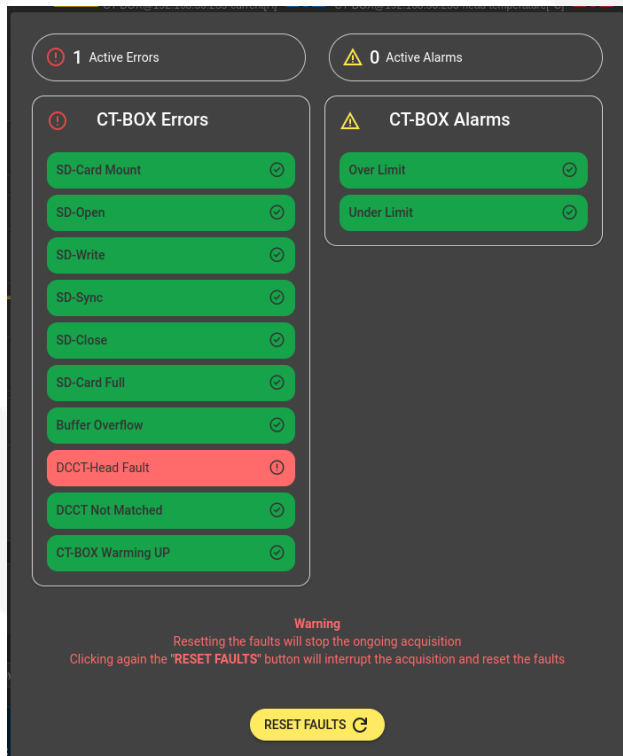 1 Active Errors
0 Active Alarms
CT-BOX Errors
SD-Card Mount
SD-Open
SD-Write
SD-Sync
SD-Close
SD-Card Full
Buffer Overflow
DCCT-Head Fault
DCCT Not Matched
CT-BOX Warming UP
CT-BOX Alarms
Over Limit
Under Limit
Warning
Resetting the faults will stop the ongoing acquisition
Clicking again the "RESET FAULTS" button will interrupt the acquisition and reset the faults
RESET FAULTS